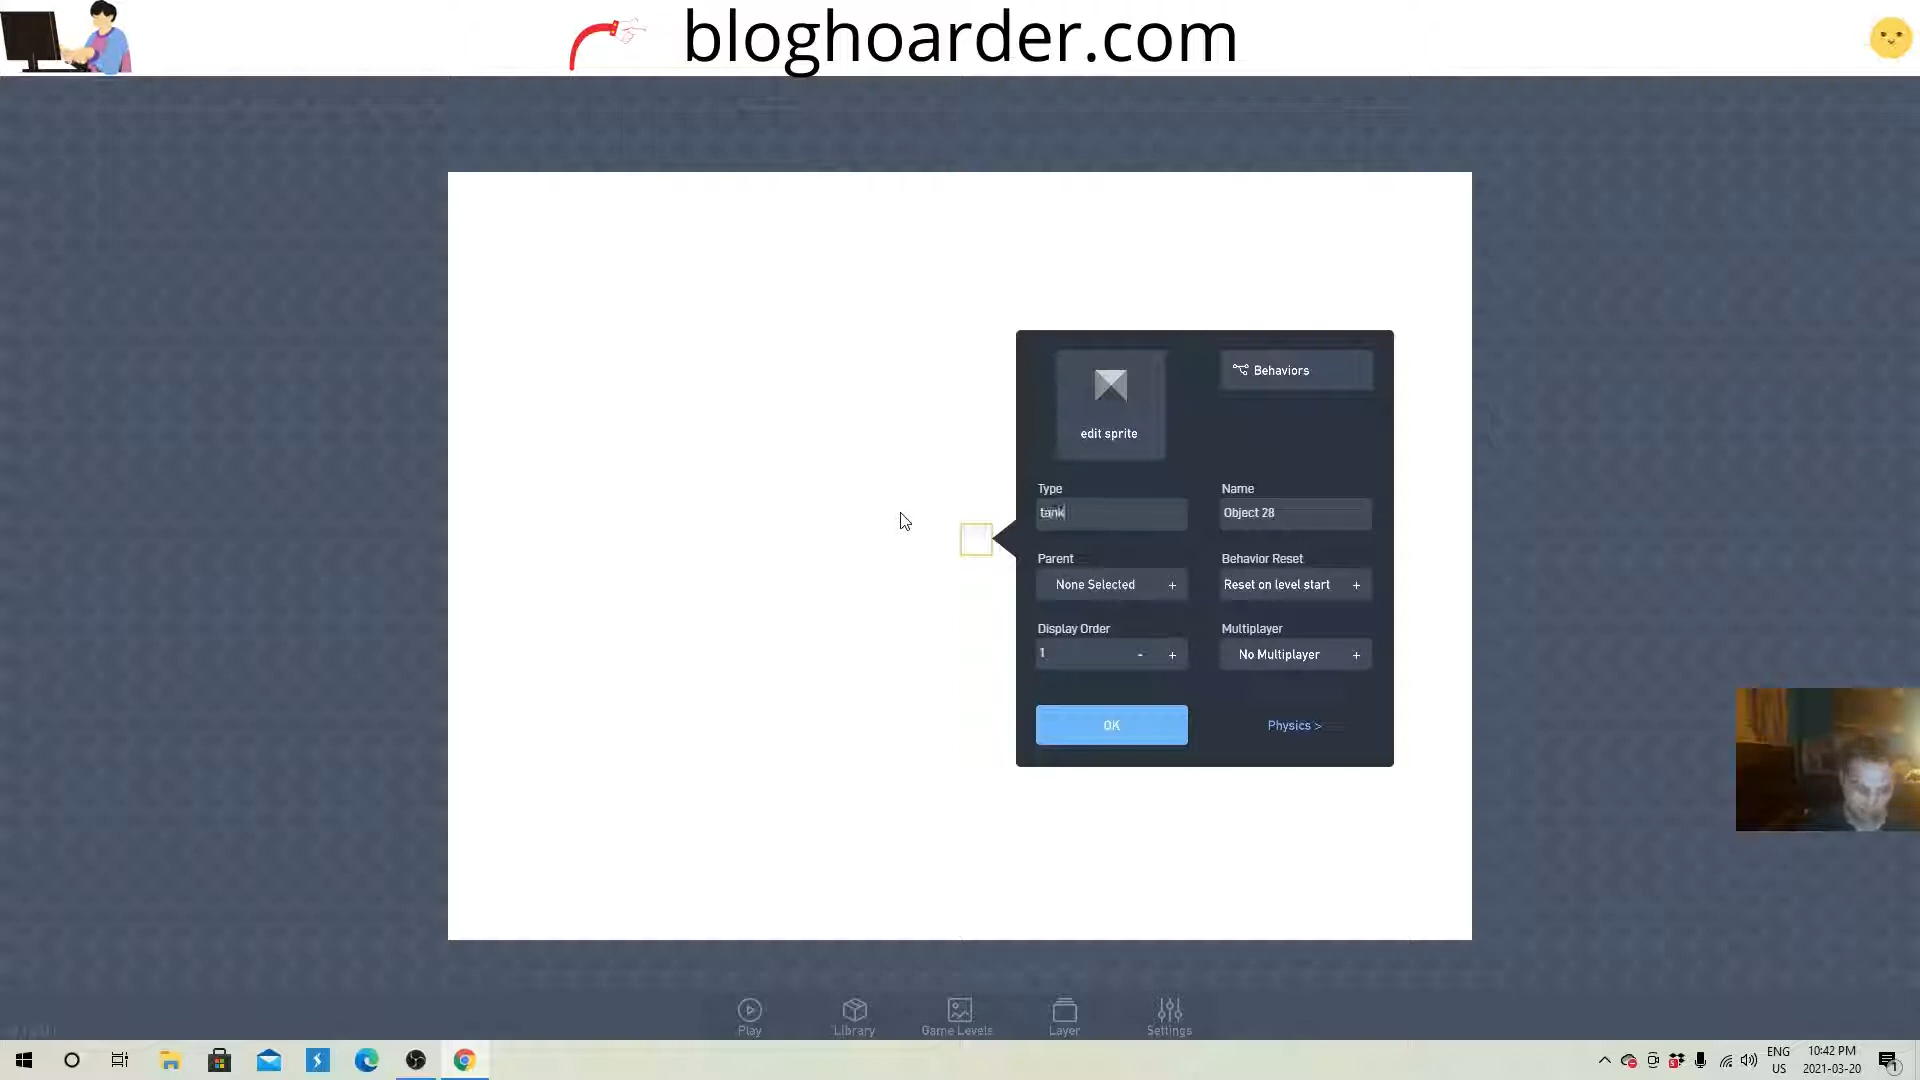 bloghoarder.com
Behaviors
edit sprite
Type Name
tank Object 28
Parent Behavior Reset
None Selected + Reset on level start +
Display Order Multiplayer
1 - + No Multiplayer +
OK Physics >
Play Library Game Levels Layer Settings
ENG 10:42 PM
US 2021-03-20